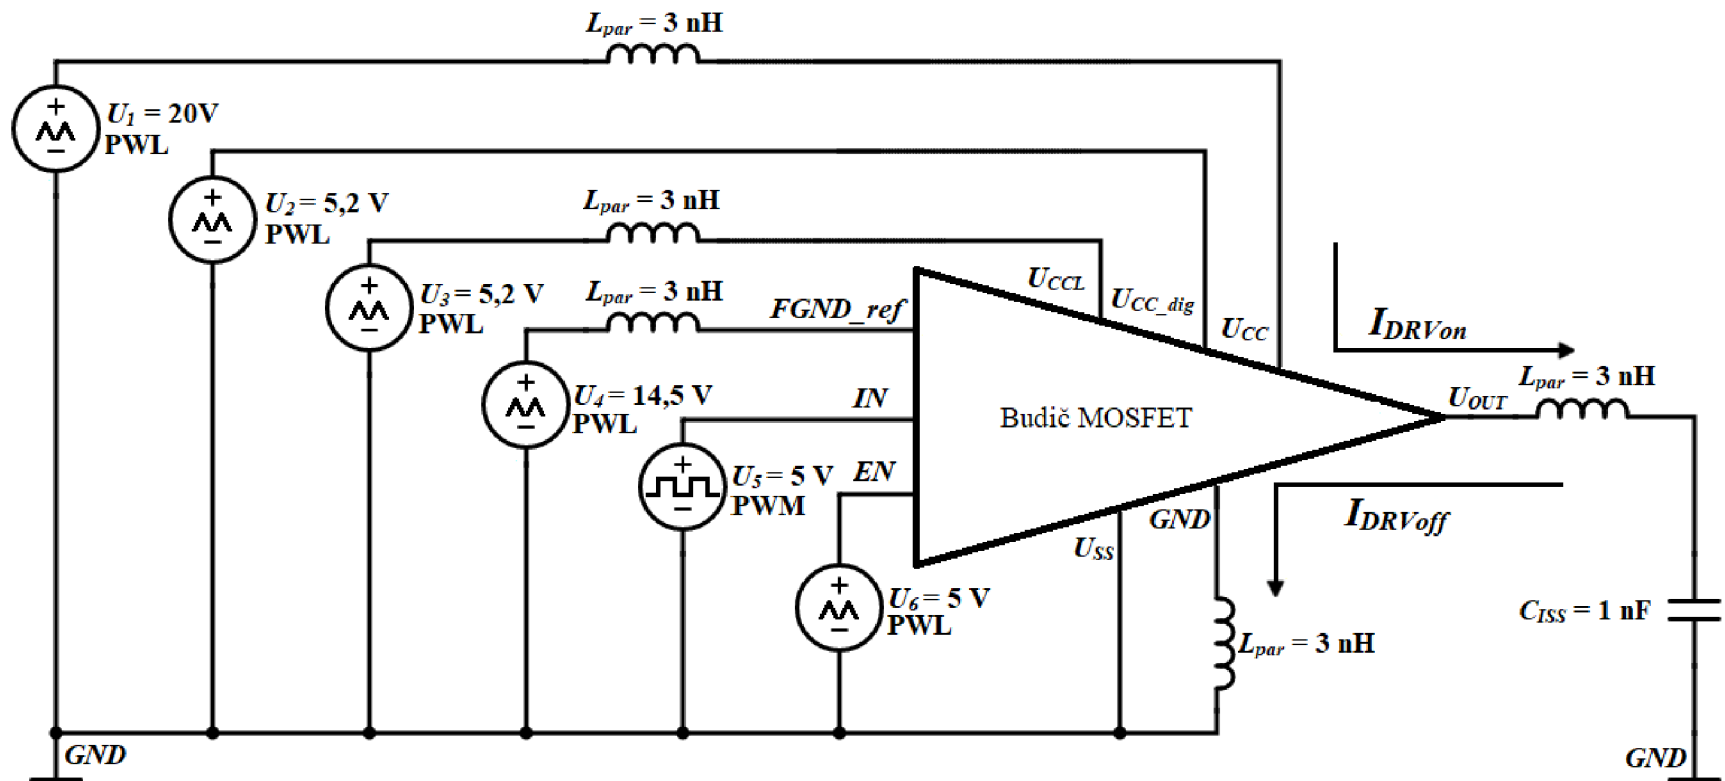 Lpar = 3 nH
U1 = 20V
PWL
U2 = 5,2 V
PWL
Lpar = 3 nH
U3 = 5,2 V
PWL
Lpar = 3 nH
FGND_ref
UCCL
UCC_dig
UCC
IDRVon
U4 = 14,5 V
PWL
IN
Budič MOSFET
UOUT
Lpar = 3 nH
U5 = 5 V
PWM
EN
GND
USS
IDRVoff
U6 = 5 V
PWL
Lpar = 3 nH
CISS = 1 nF
GND
GND